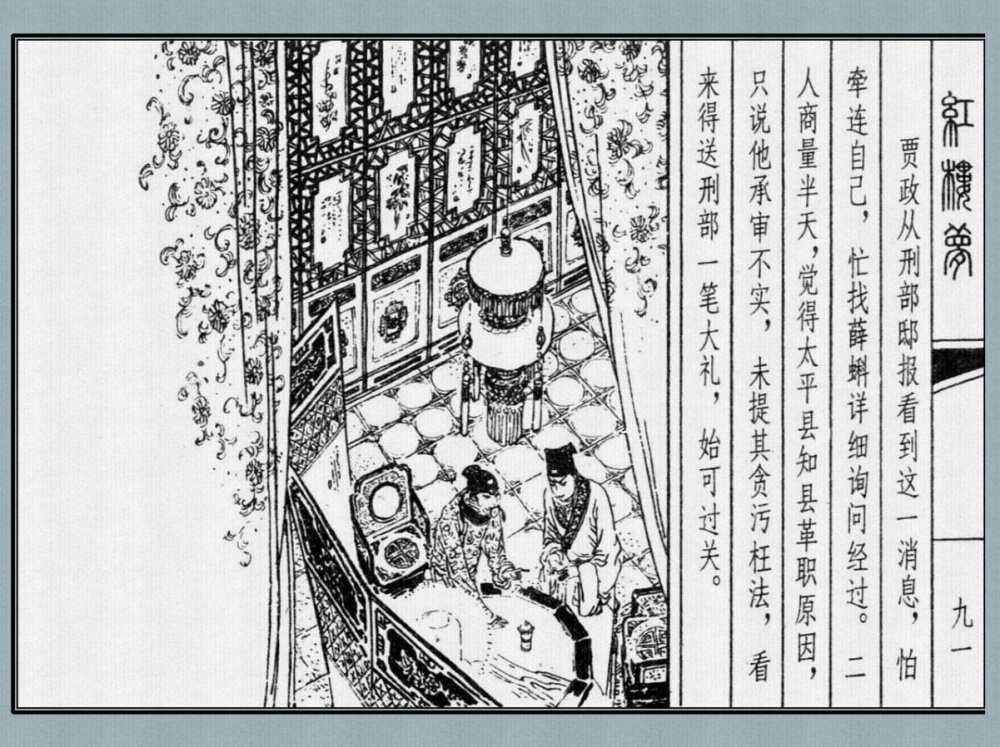 紅樓夢
九一
贾政从刑部邸报看到这一消息，怕
牵连自己，忙找薛蝌详细询问经过。二
人商量半天，觉得太平县知县革职原因，
只说他承审不实，未提其贪污枉法，看
来得送刑部一笔大礼，始可过关。